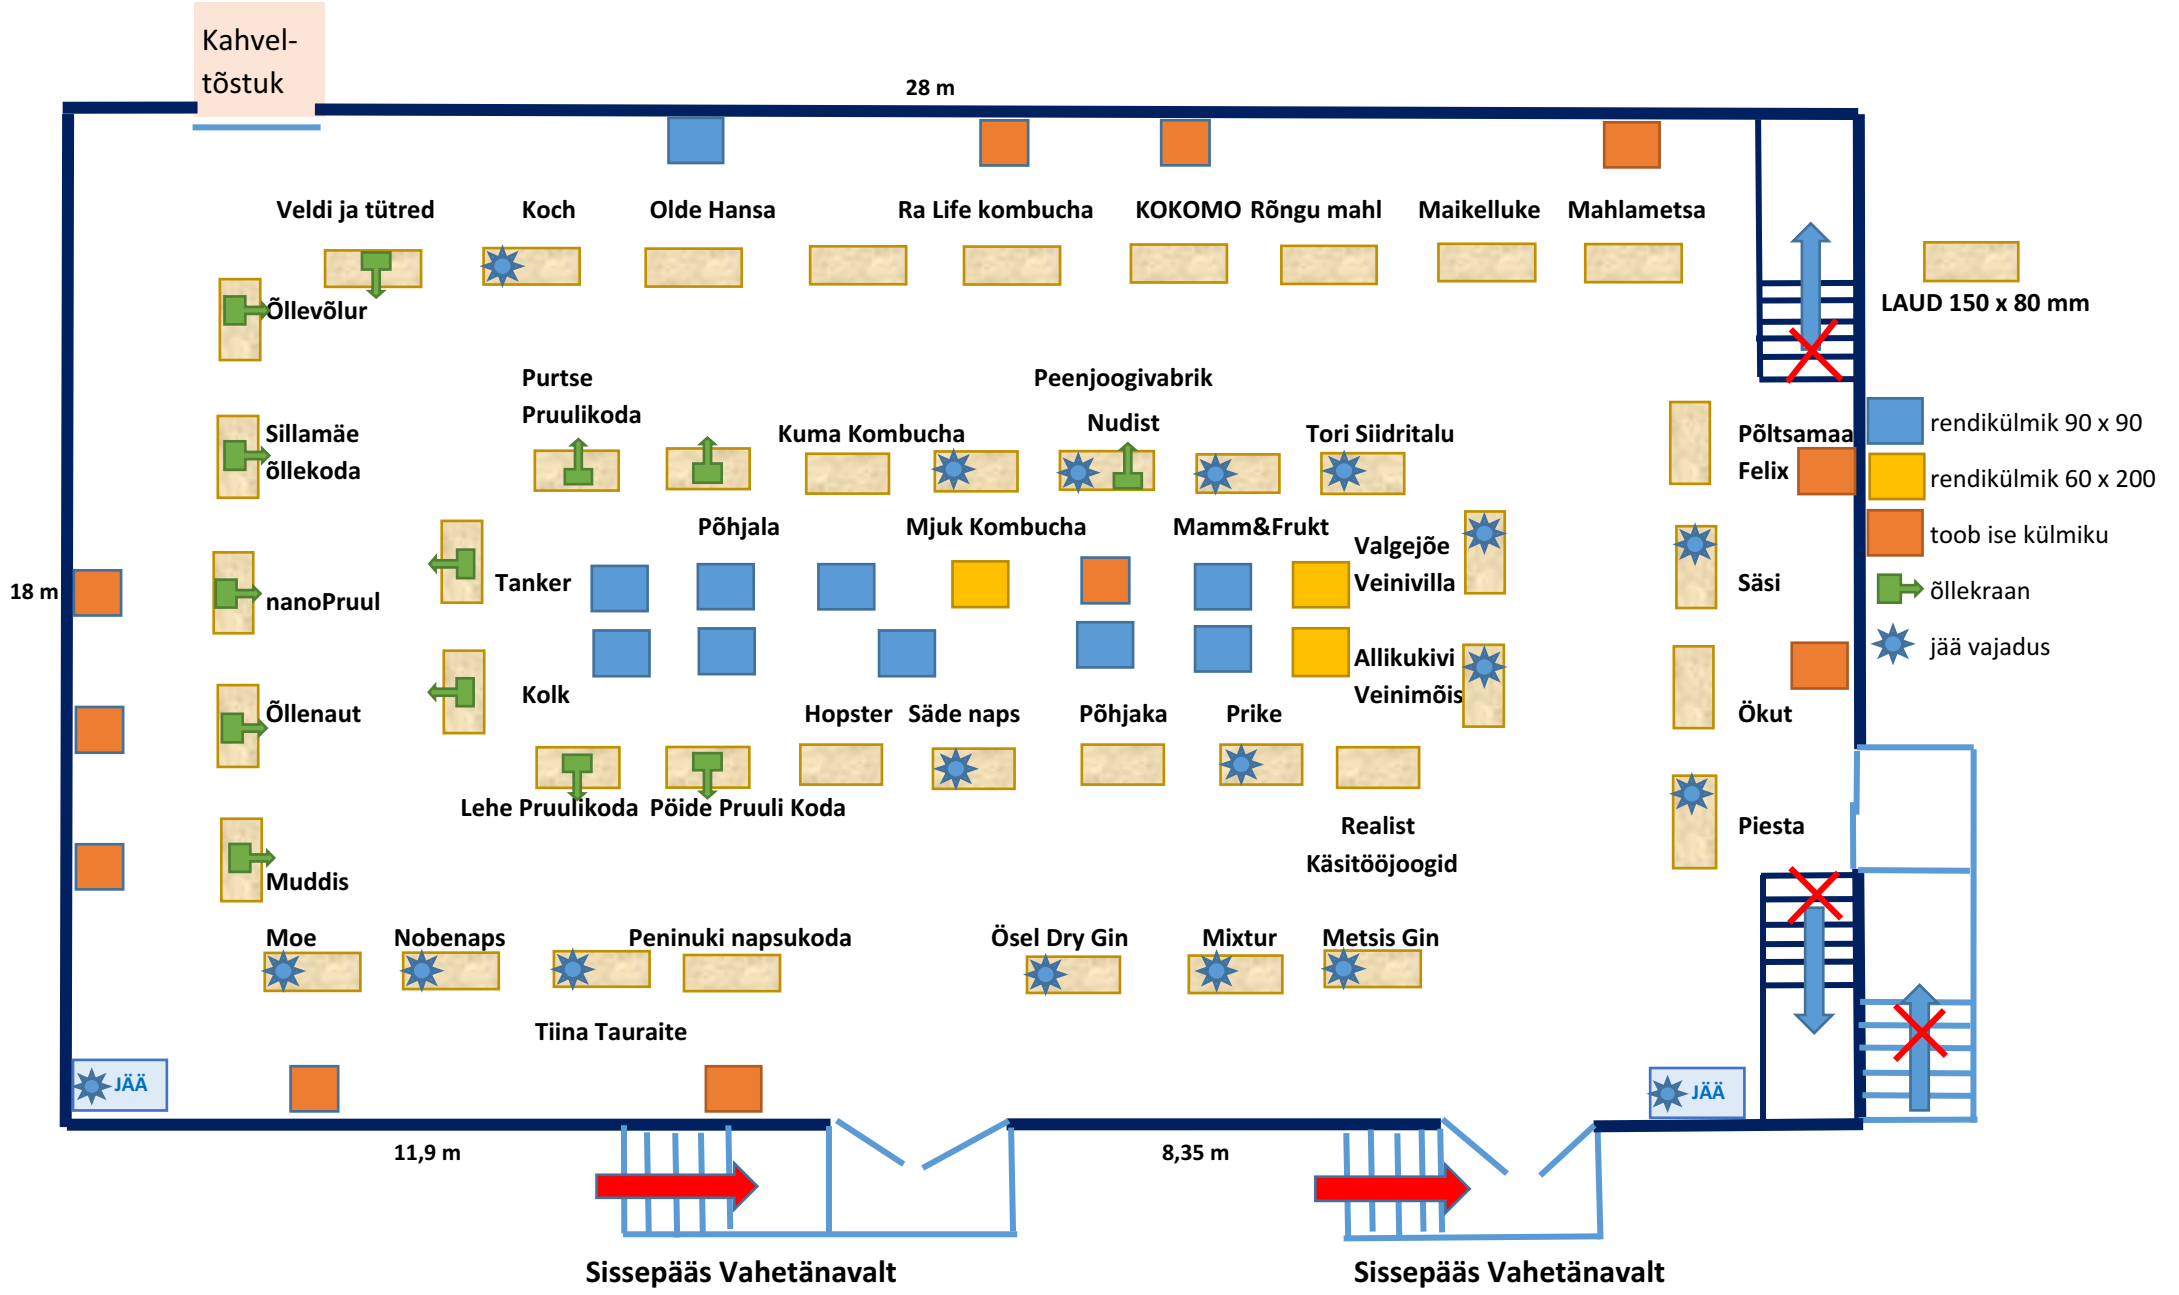 Kahvel-
tõstuk
28 m
Veldi ja tütred
Koch
Olde Hansa
Ra Life kombucha
KOKOMO
Rõngu mahl
Maikelluke
Mahlametsa
Õllevõlur
LAUD 150 x 80 mm
Purtse
Pruulikoda
Peenjoogivabrik
Nudist
Sillamäe
õllekoda
Kuma Kombucha
Tori Siidritalu
Põltsamaa
Felix
rendikülmik 90 x 90
rendikülmik 60 x 200
toob ise külmiku
õllekraan
jää vajadus
Põhjala
Mjuk Kombucha
Mamm&Frukt
Valgejõe
Veinivilla
18 m
nanoPruul
Tanker
Säsi
Allikukivi
Veinimõis
Õllenaut
Kolk
Hopster
Säde naps
Põhjaka
Prike
Ökut
Lehe Pruulikoda
Pöide Pruuli Koda
Realist
Käsitööjoogid
Piesta
Muddis
Moe
Nobenaps
Peninuki napsukoda
Ösel Dry Gin
Mixtur
Metsis Gin
Tiina Tauraite
JÄÄ
JÄÄ
11,9 m
8,35 m
Sissepääs Vahetänavalt
Sissepääs Vahetänavalt